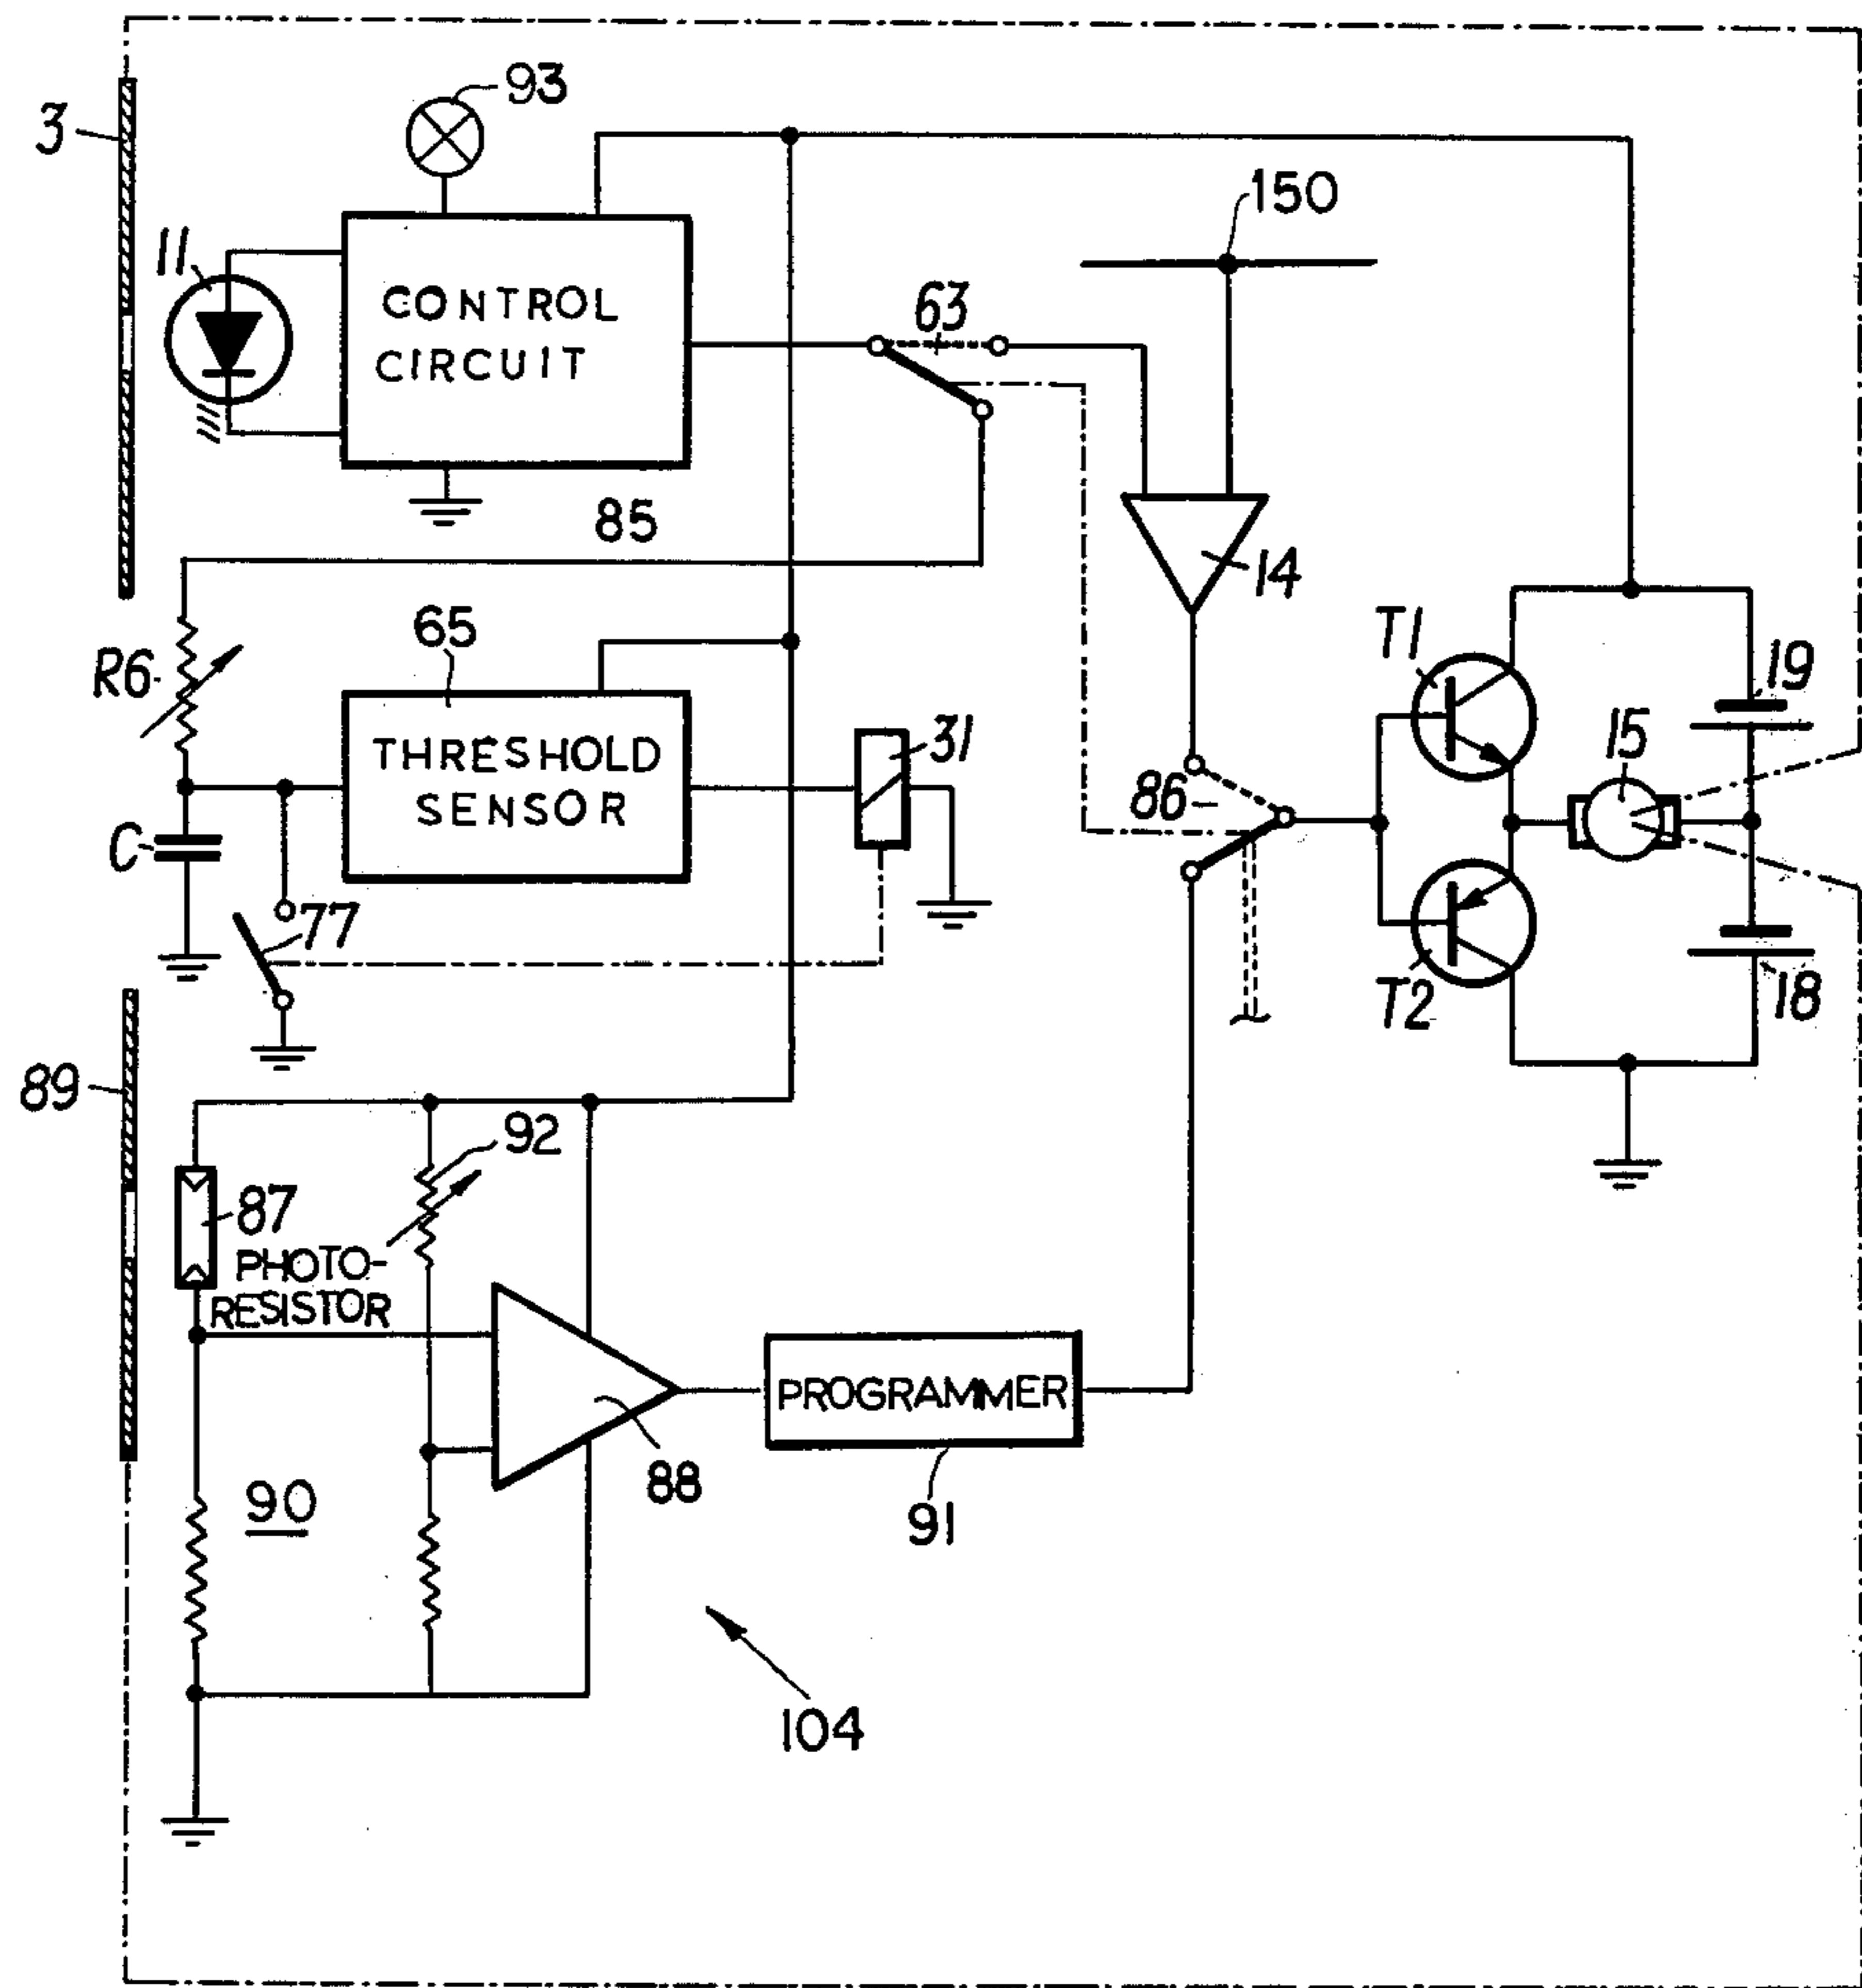 93
3
150
11
CONTROL
CIRCUIT
63
85
14
65
T1
R6
19
31
15
THRESHOLD
SENSOR
86
C
77
T2
18
89
92
87
PHOTO-
RESISTOR
PROGRAMMER
88
90
91
104